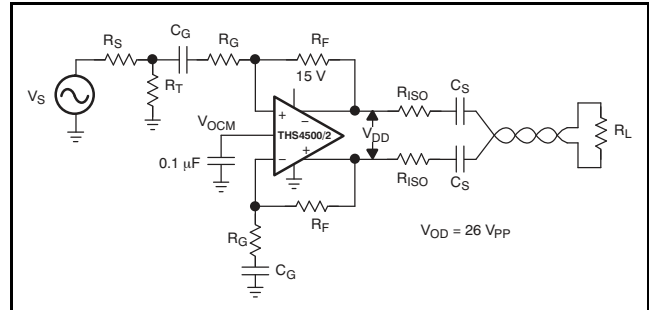 CG
RS
RG
RF
VS
RT
15 V
RISO
CS
VOCM
+
−
THS4500/2
VDD
RL
0.1 µF
−
+
RISO
CS
RG
RF
VOD = 26 VPP
CG